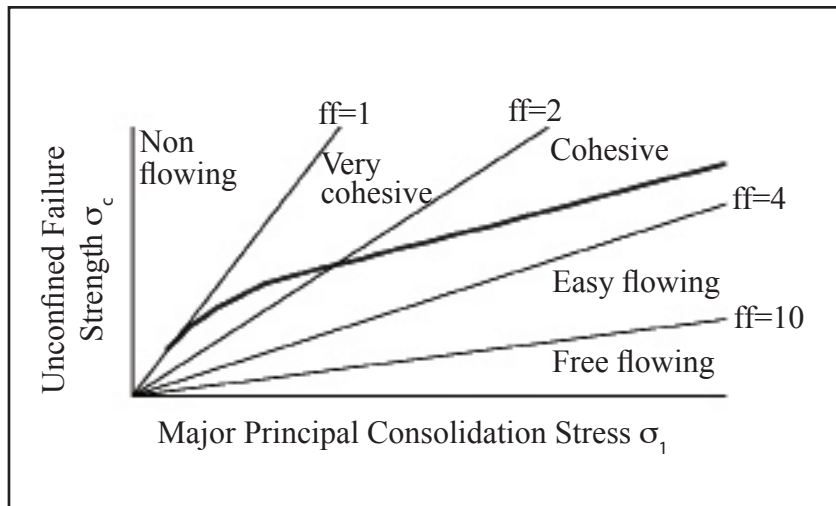 ff=1
ff=2
Non
flowing
Very
cohesive
Cohesive
ff=4
Easy flowing
ff=10
Free flowing
Unconfined Failure
Strength σc
Major Principal Consolidation Stress σ1